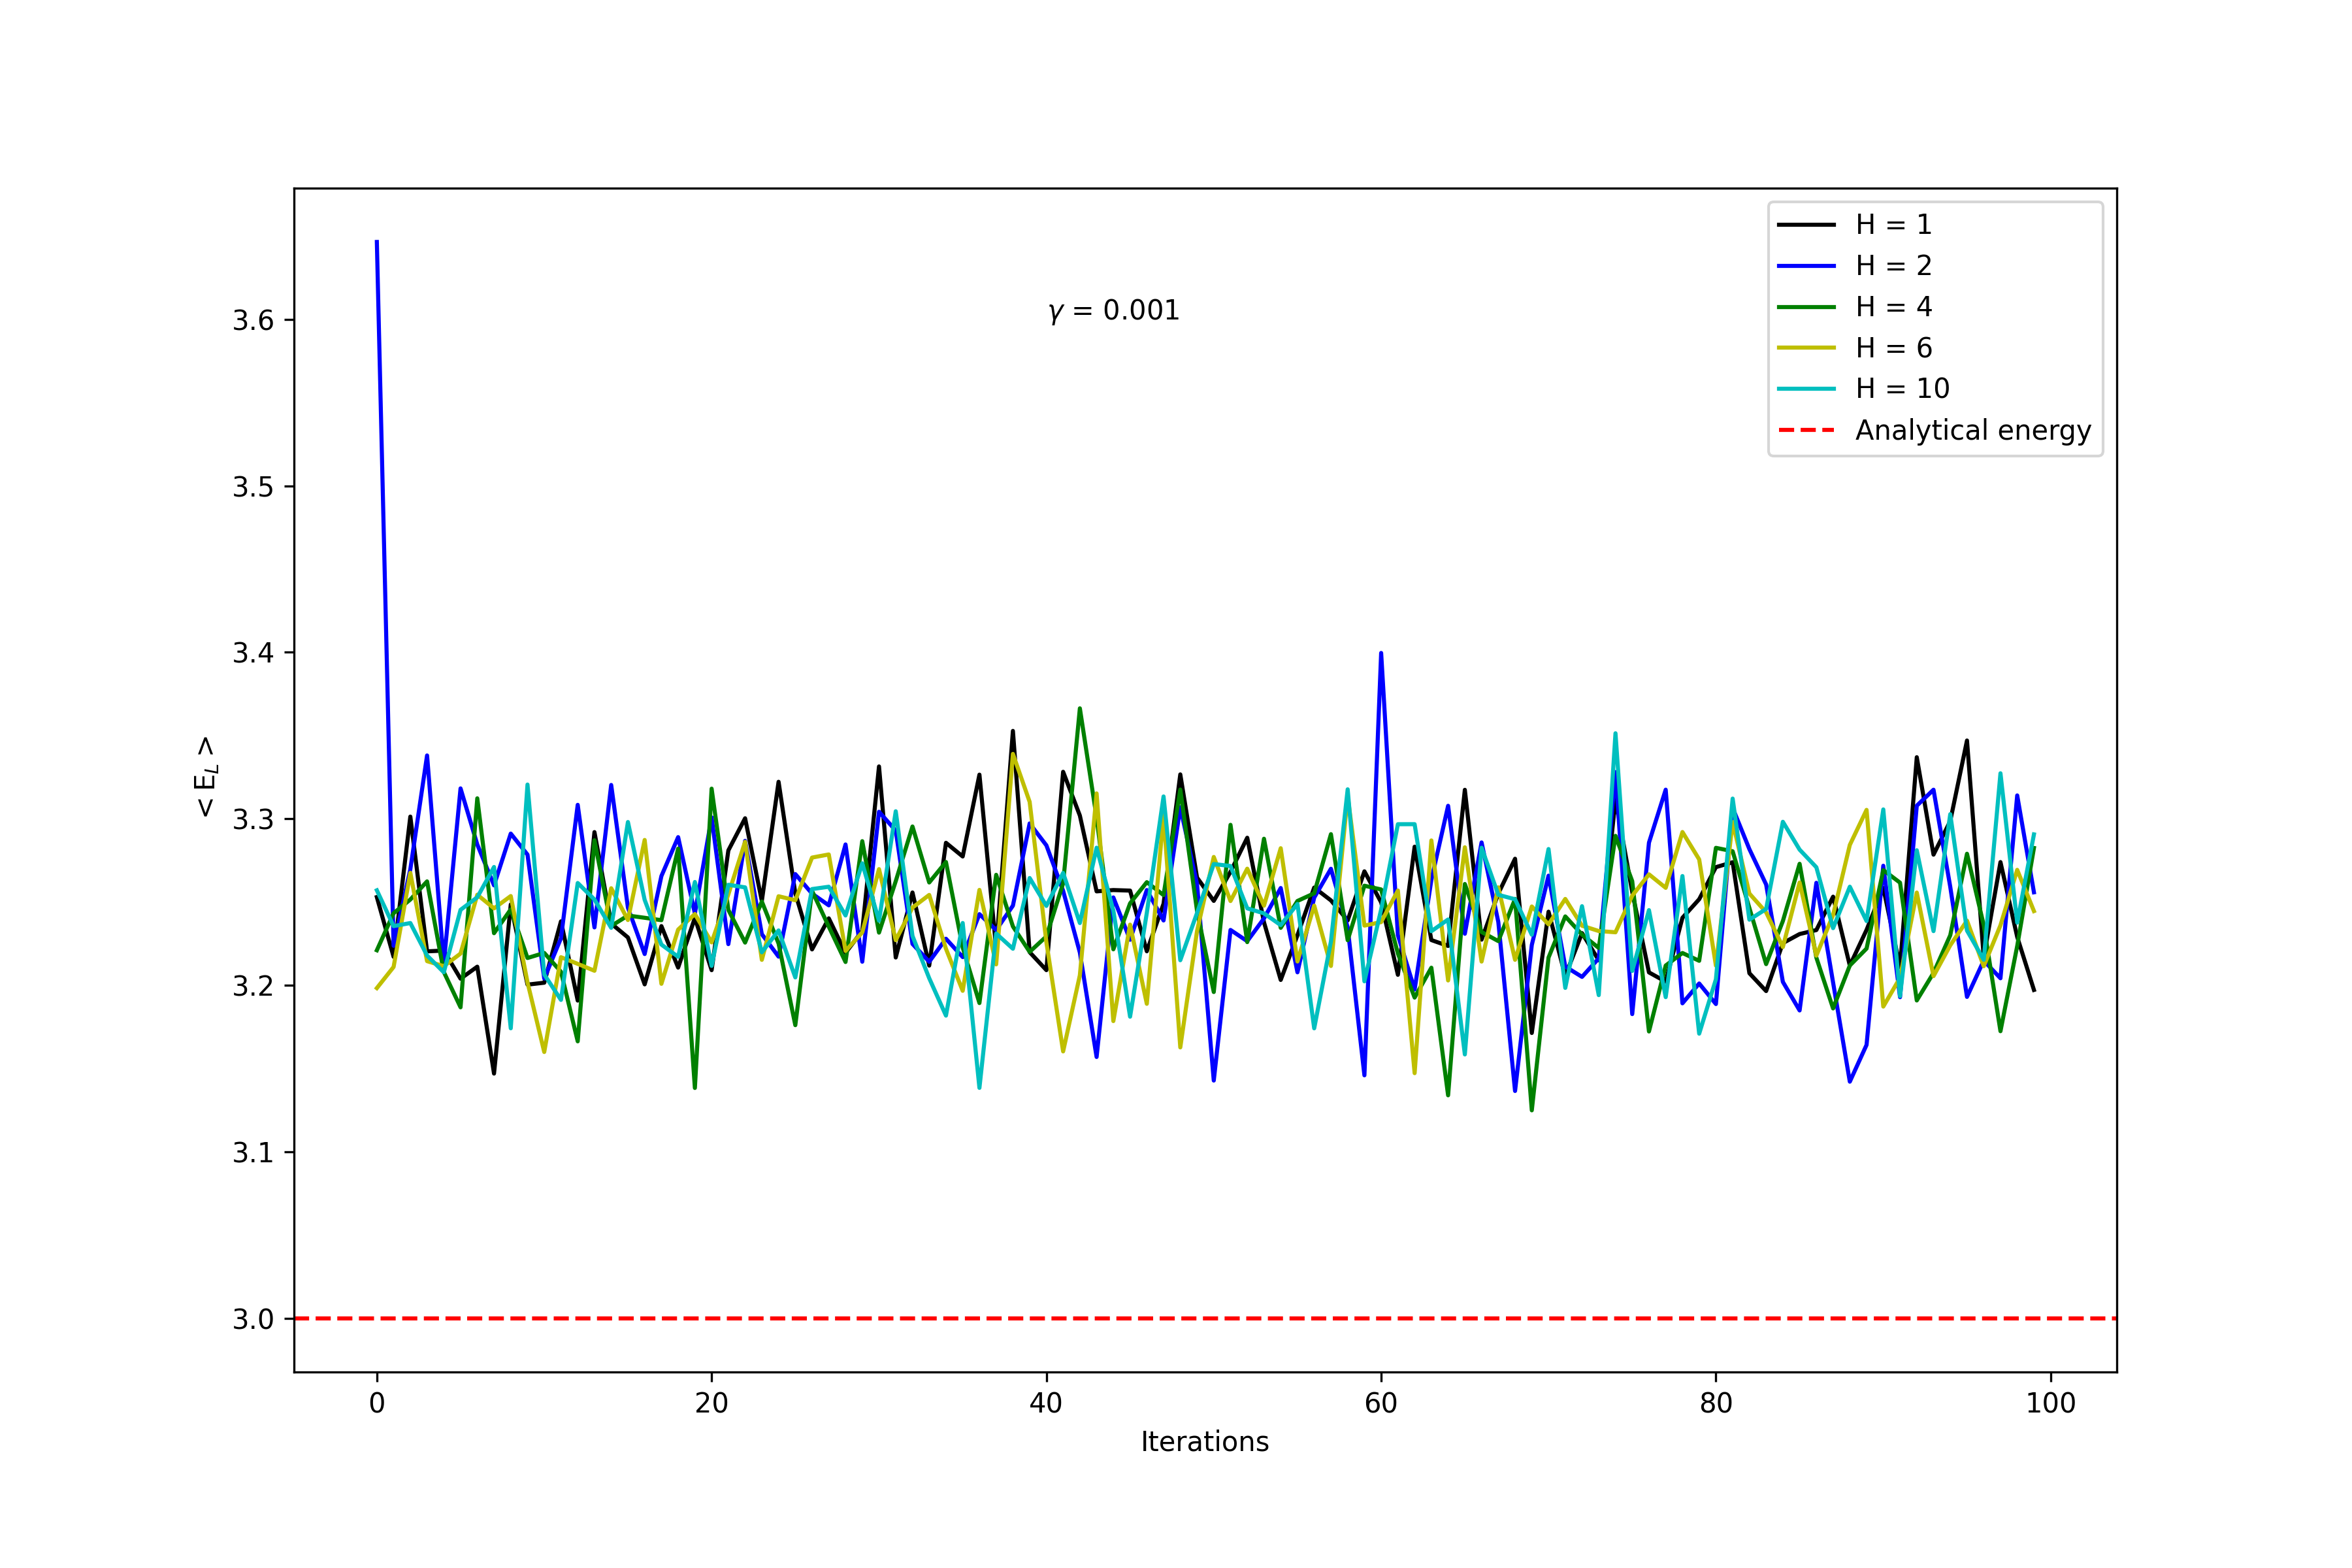 γ = 0.001
H = 1
H = 2
H = 4
H = 6
H = 10
Analytical energy
3.6
3.5
3.4
3.3
3.2
3.1
3.0
< E_L >
0 20 40 60 80 100
Iterations